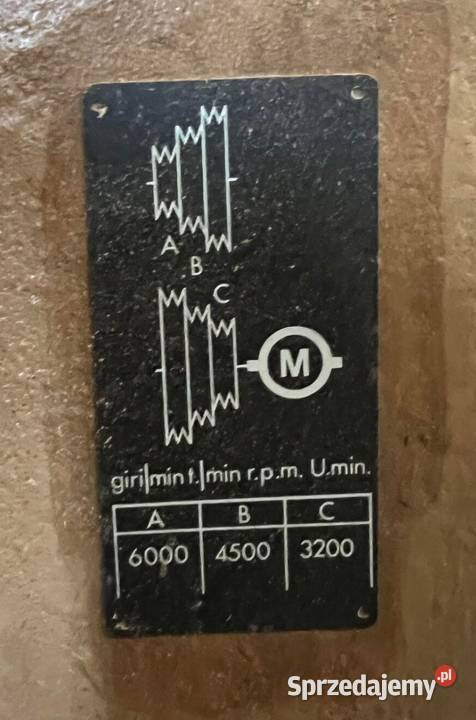 A
B
C
M
giri/min t./min r.p.m. U.min.
A B C
6000 4500 3200
Sprzedajemy.pl